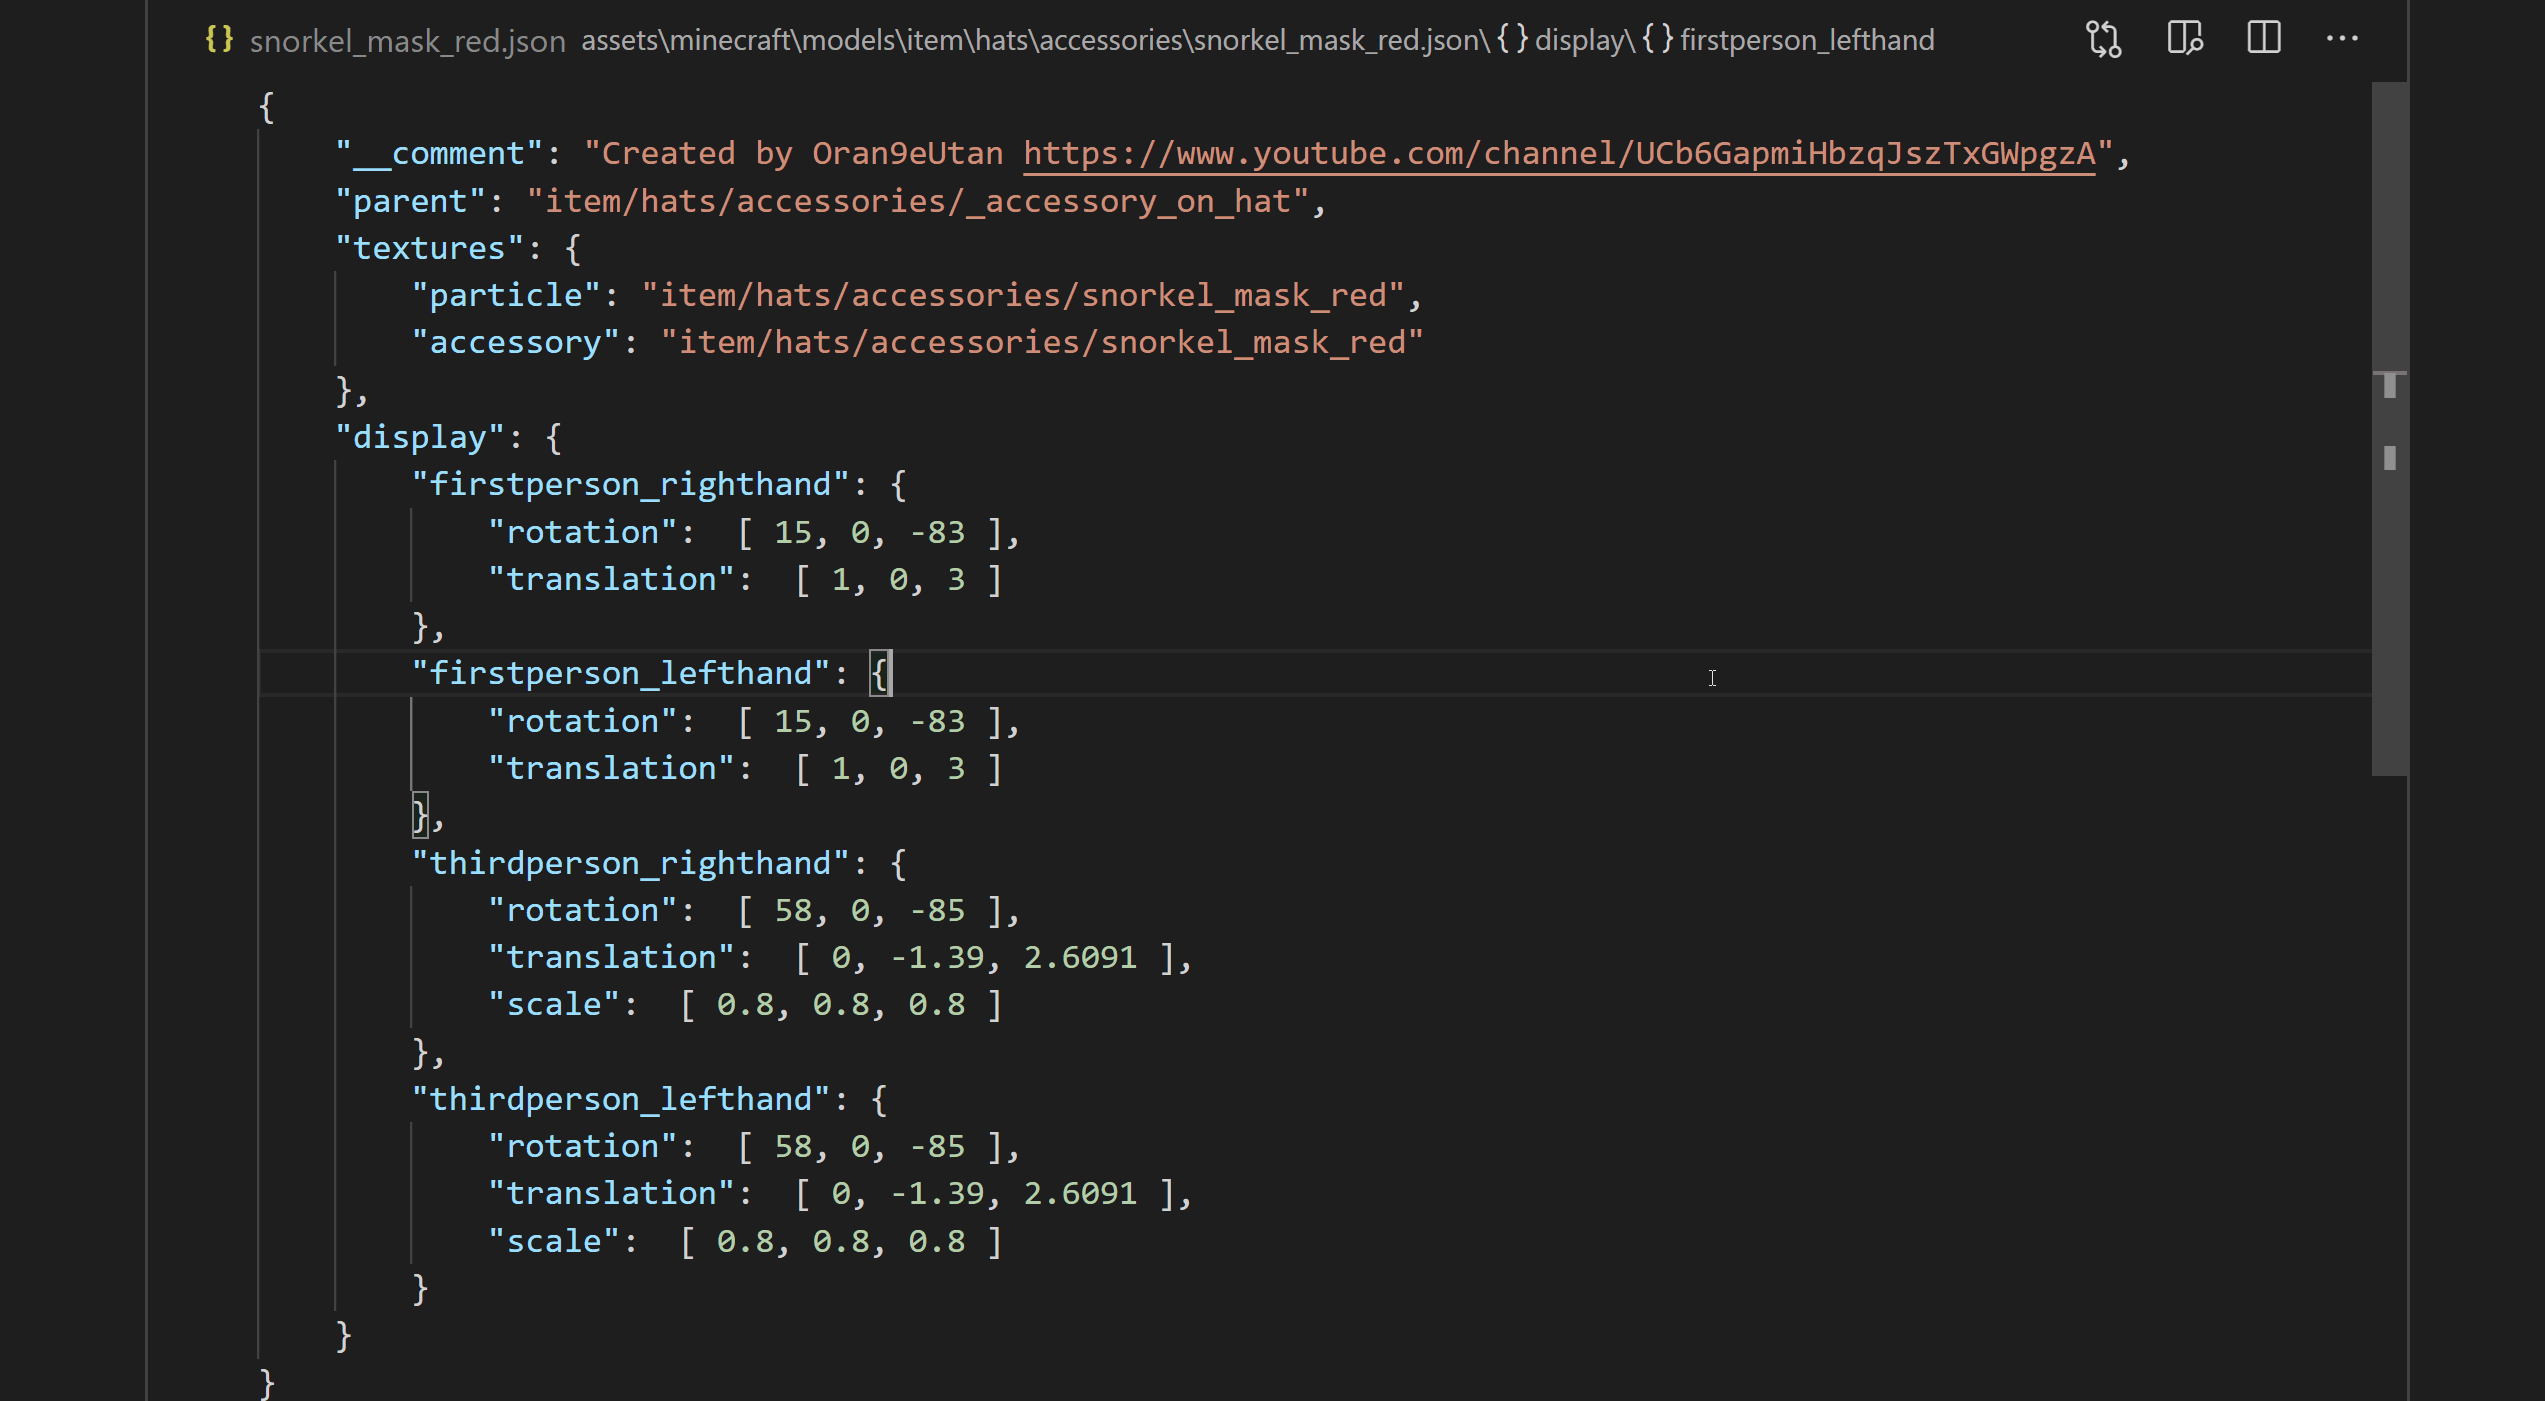 {} snorkel_mask_red.json assets\minecraft\models\item\hats\accessories\snorkel_mask_red.json\ {} display\ {} firstperson_lefthand ···
{
    "__comment": "Created by Oran9eUtan https://www.youtube.com/channel/UCb6GapmiHbzqJszTxGWpgzA",
    "parent": "item/hats/accessories/_accessory_on_hat",
    "textures": {
        "particle": "item/hats/accessories/snorkel_mask_red",
        "accessory": "item/hats/accessories/snorkel_mask_red"
    },
    "display": {
        "firstperson_righthand": {
            "rotation":  [ 15, 0, -83 ],
            "translation":  [ 1, 0, 3 ]
        },
        "firstperson_lefthand": {
            "rotation":  [ 15, 0, -83 ],
            "translation":  [ 1, 0, 3 ]
        },
        "thirdperson_righthand": {
            "rotation":  [ 58, 0, -85 ],
            "translation":  [ 0, -1.39, 2.6091 ],
            "scale":  [ 0.8, 0.8, 0.8 ]
        },
        "thirdperson_lefthand": {
            "rotation":  [ 58, 0, -85 ],
            "translation":  [ 0, -1.39, 2.6091 ],
            "scale":  [ 0.8, 0.8, 0.8 ]
        }
    }
}